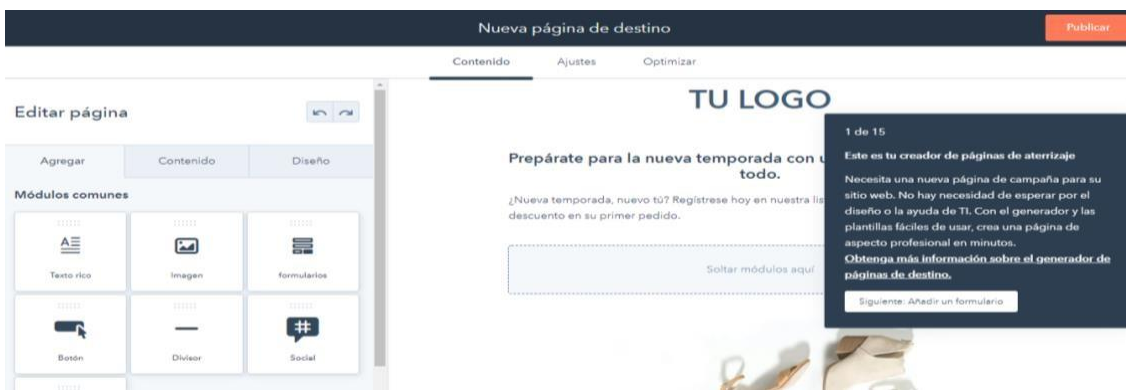 Nueva página de destino
Publicar
Contenido
Ajustes
Optimizar
Editar página
Agregar
Contenido
Diseño
Módulos comunes
Texto rico
Imagen
formularios
Botón
Divisor
Social
TU LOGO
Prepárate para la nueva temporada con u
todo.
¿Nueva temporada, nuevo tú? Regístrese hoy en nuestra lis
descuento en su primer pedido.
Soltar módulos aquí
1 de 15
Este es tu creador de páginas de aterrizaje
Necesita una nueva página de campaña para su
sitio web. No hay necesidad de esperar por el
diseño o la ayuda de TI. Con el generador y las
plantillas fáciles de usar, crea una página de
aspecto profesional en minutos.
Obtenga más información sobre el generador de
páginas de destino.
Siguiente: Añadir un formulario